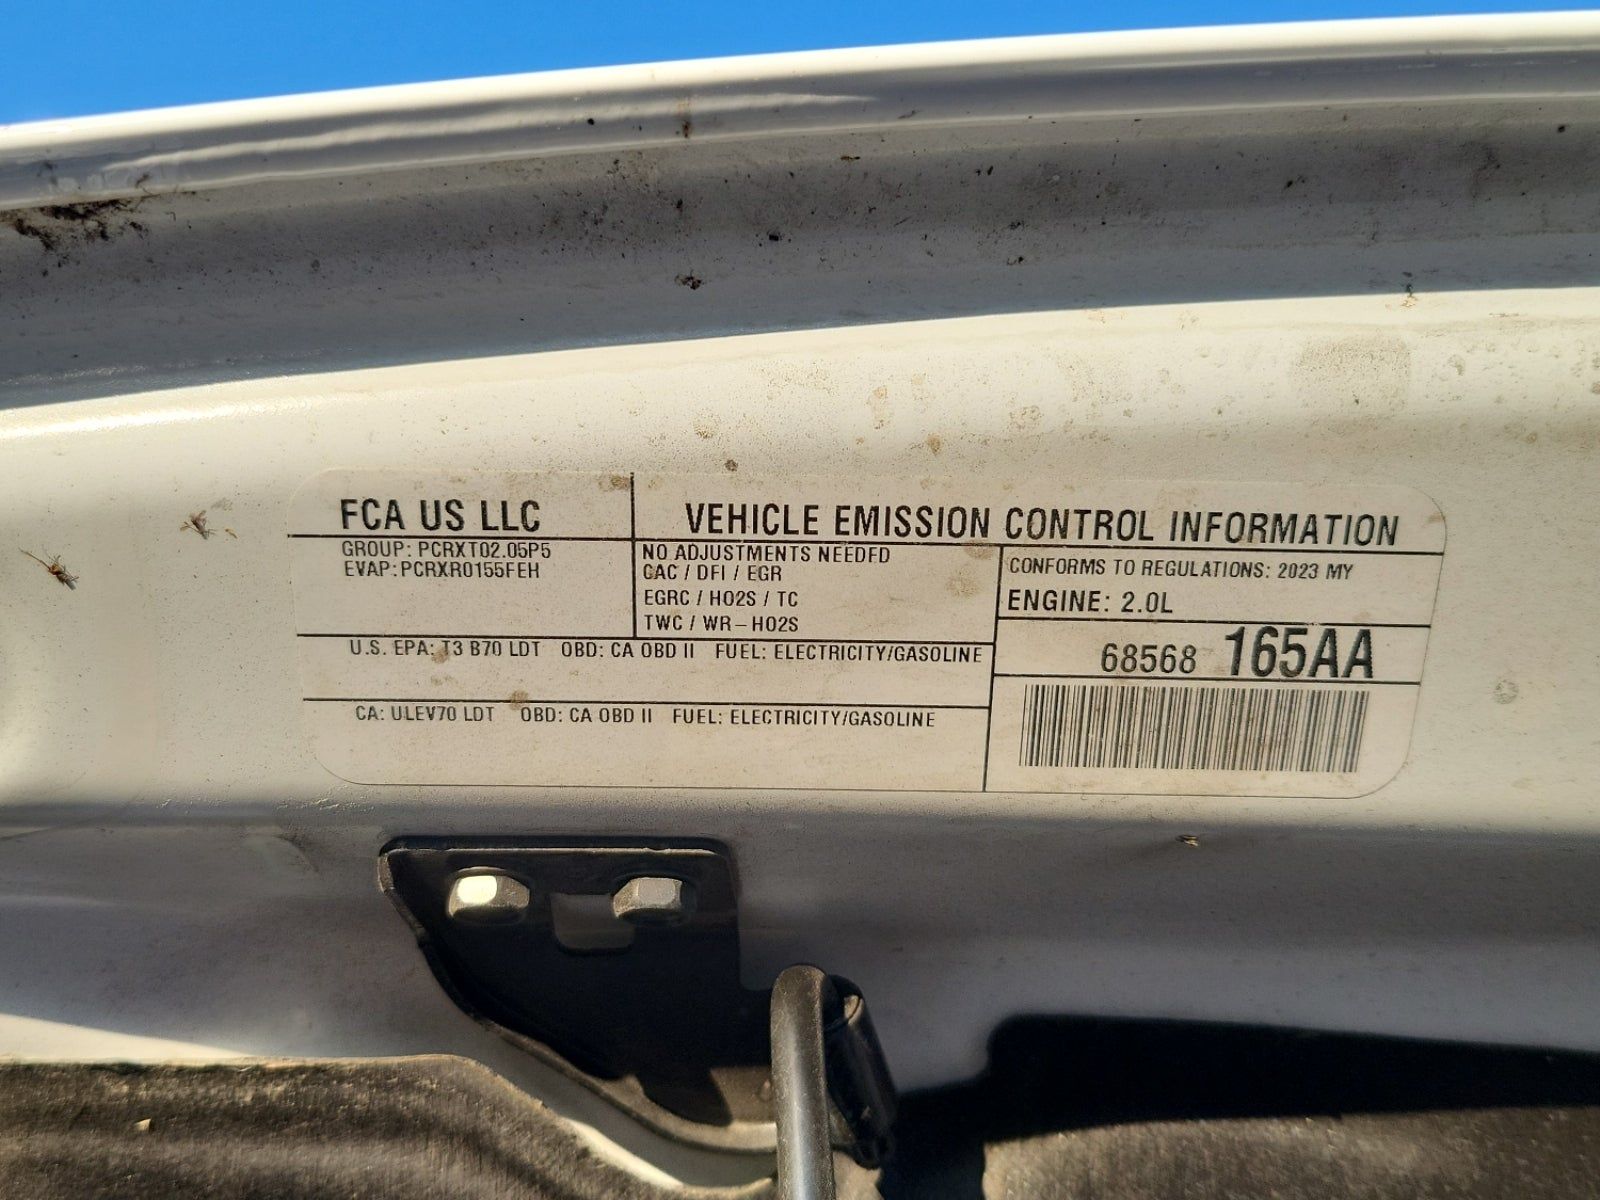 FCA US LLC
VEHICLE EMISSION CONTROL INFORMATION
GROUP: PCRXT02.05P5
EVAP: PCRXR0155FEH
NO ADJUSTMENTS NEEDED
CAC / DFI / EGR
EGRC / HO2S / TC
TWC / WR-HO2S
CONFORMS TO REGULATIONS: 2023 MY
ENGINE: 2.0L
U.S. EPA: T3 B70 LDT OBD: CA OBD II FUEL: ELECTRICITY/GASOLINE
68568 165AA
CA: ULEV70 LDT OBD: CA OBD II FUEL: ELECTRICITY/GASOLINE